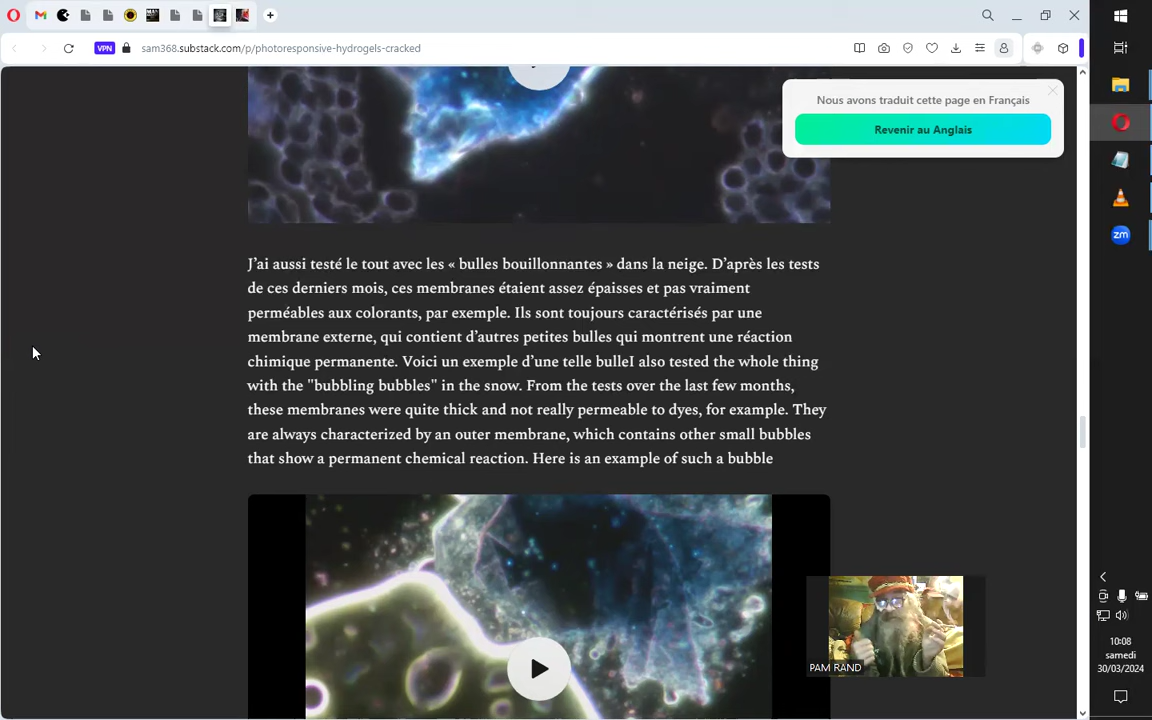 VPN
sam368.substack.com/p/photoresponsive-hydrogels-cracked
Nous avons traduit cette page en Français
Revenir au Anglais
J'ai aussi testé le tout avec les « bulles bouillonnantes » dans la neige. D'après les tests
de ces derniers mois, ces membranes étaient assez épaisses et pas vraiment
perméables aux colorants, par exemple. Ils sont toujours caractérisés par une
membrane externe, qui contient d'autres petites bulles qui montrent une réaction
chimique permanente. Voici un exemple d'une telle bulleI also tested the whole thing
with the "bubbling bubbles" in the snow. From the tests over the last few months,
these membranes were quite thick and not really permeable to dyes, for example. They
are always characterized by an outer membrane, which contains other small bubbles
that show a permanent chemical reaction. Here is an example of such a bubble
PAM RAND
zm
10:08
samedi
30/03/2024